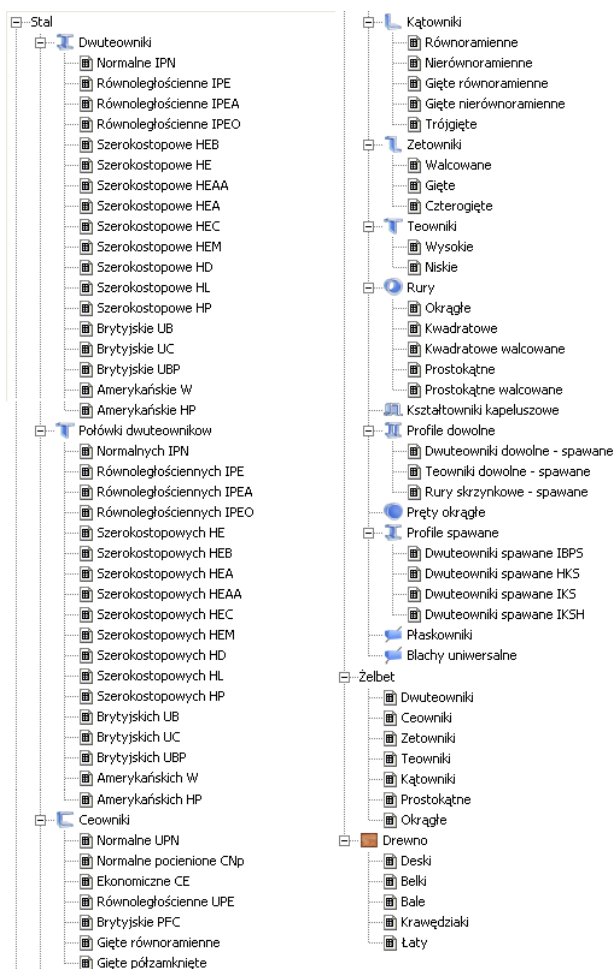 Stal
Dwuteowniki
Normalne IPN
Równoległościenne IPE
Równoległościenne IPEA
Równoległościenne IPEO
Szerokostopowe HEB
Szerokostopowe HE
Szerokostopowe HEAA
Szerokostopowe HEA
Szerokostopowe HEC
Szerokostopowe HEM
Szerokostopowe HD
Szerokostopowe HL
Szerokostopowe HP
Brytyjskie UB
Brytyjskie UC
Brytyjskie UBP
Amerykańskie W
Amerykańskie HP
Połówki dwuteownikow
Normalnych IPN
Równoległościennych IPE
Równoległościennych IPEA
Równoległościennych IPEO
Szerokostopowych HE
Szerokostopowych HEB
Szerokostopowych HEA
Szerokostopowych HEAA
Szerokostopowych HEC
Szerokostopowych HEM
Szerokostopowych HD
Szerokostopowych HL
Szerokostopowych HP
Brytyjskich UB
Brytyjskich UC
Brytyjskich UBP
Amerykańskich W
Amerykańskich HP
Ceowniki
Normalne UPN
Normalne pocienione CNp
Ekonomiczne CE
Równoległościenne UPE
Brytyjskie PFC
Gięte równoramienne
Gięte półzamknięte
Kątowniki
Równoramienne
Nierównoramienne
Gięte równoramienne
Gięte nierównoramienne
Trójgięte
Zetowniki
Walcowane
Gięte
Czterogięte
Teowniki
Wysokie
Niskie
Rury
Okrągłe
Kwadratowe
Kwadratowe walcowane
Prostokątne
Prostokątne walcowane
Kształtowniki kapeluszowe
Profile dowolne
Dwuteowniki dowolne - spawane
Teowniki dowolne - spawane
Rury skrzynkowe - spawane
Pręty okrągłe
Profile spawane
Dwuteowniki spawane IBPS
Dwuteowniki spawane HKS
Dwuteowniki spawane IKS
Dwuteowniki spawane IKSH
Płaskowniki
Blachy uniwersalne
Żelbet
Dwuteowniki
Ceowniki
Zetowniki
Teowniki
Kątowniki
Prostokątne
Okrągłe
Drewno
Deski
Belki
Bale
Krawędziaki
Łaty